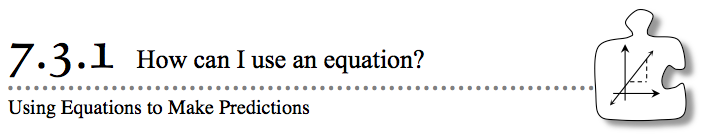 7.3.1 How can I use an equation?
Using Equations to Make Predictions